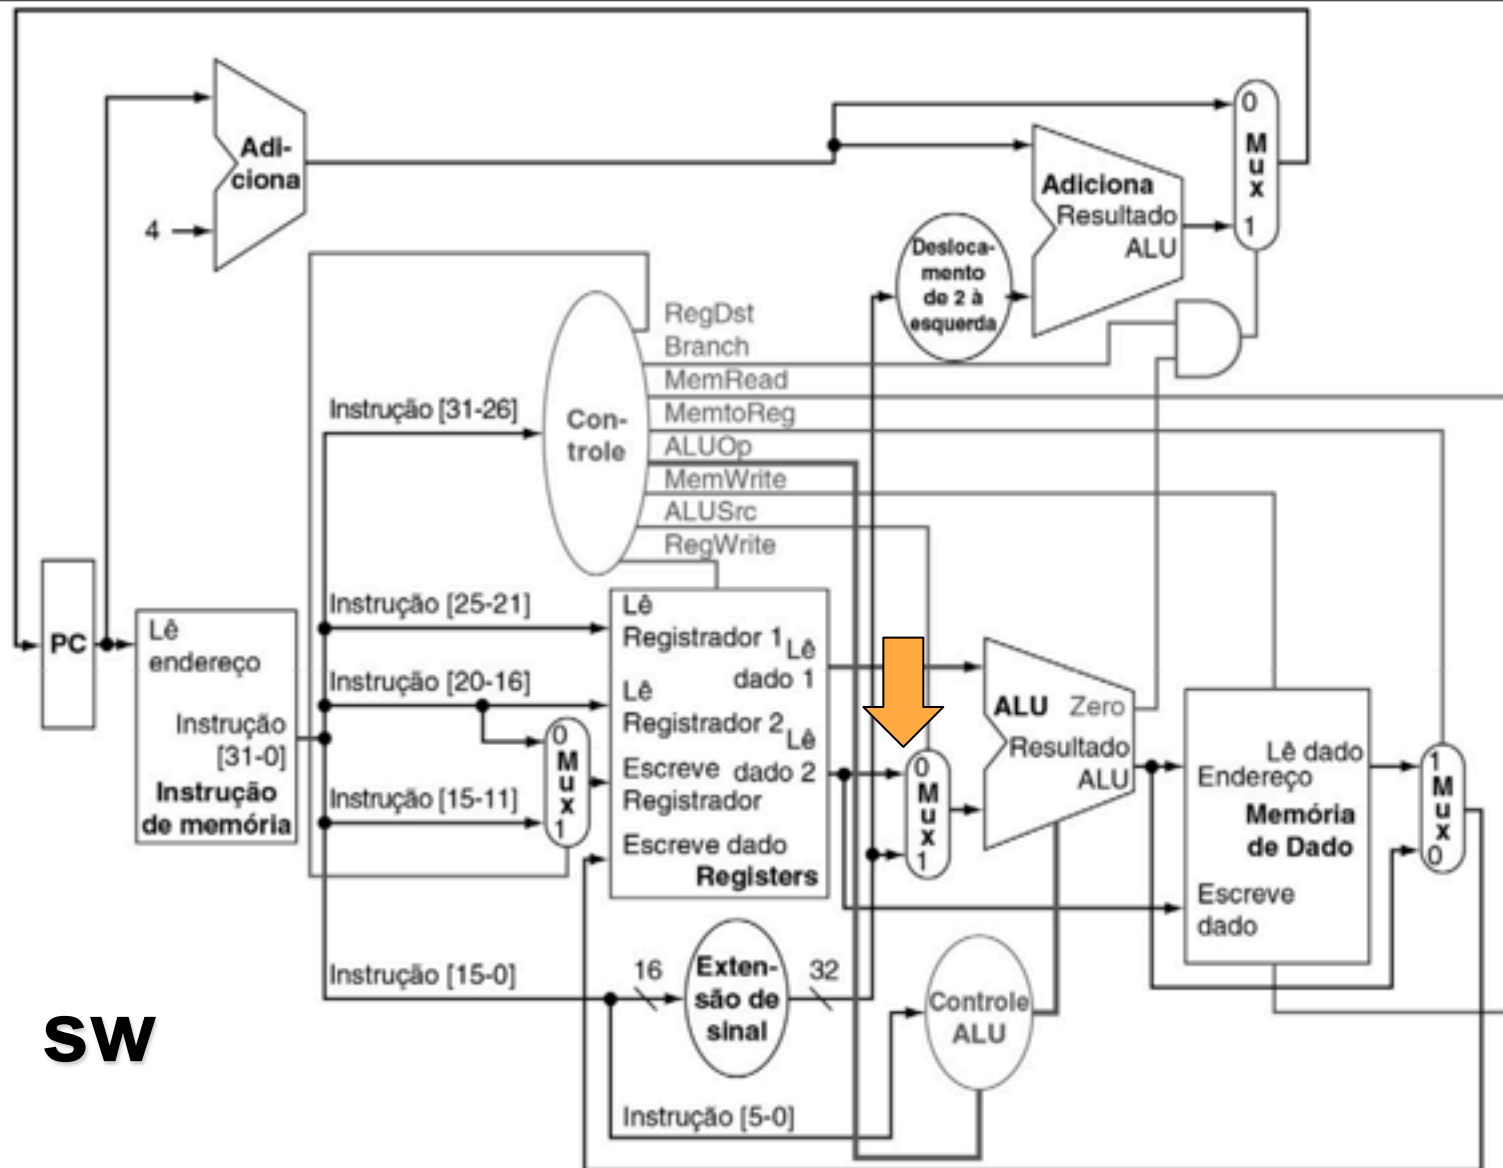 Adi-
ciona
4
0
Mux
1
Adiciona
Resultado
ALU
Desloca-
mento
de 2 à
esquerda
RegDst
Branch
MemRead
MemtoReg
ALUOp
MemWrite
ALUSrc
RegWrite
Con-
trole
Instrução [31-26]
Instrução [25-21]
Instrução [20-16]
Instrução [15-11]
Instrução [15-0]
PC
Lê
endereço
Instrução
[31-0]
Instrução
de memória
0
Mux
1
Lê
Registrador 1
Lê
dado 1
Lê
Registrador 2
Lê
dado 2
Escreve
Registrador
Escreve dado
Registers
0
Mux
1
ALU
Zero
Resultado
ALU
Lê dado
Endereço
Memória
de Dado
Escreve
dado
1
Mux
0
16
Exten-
são de
sinal
32
Controle
ALU
Instrução [5-0]
sw